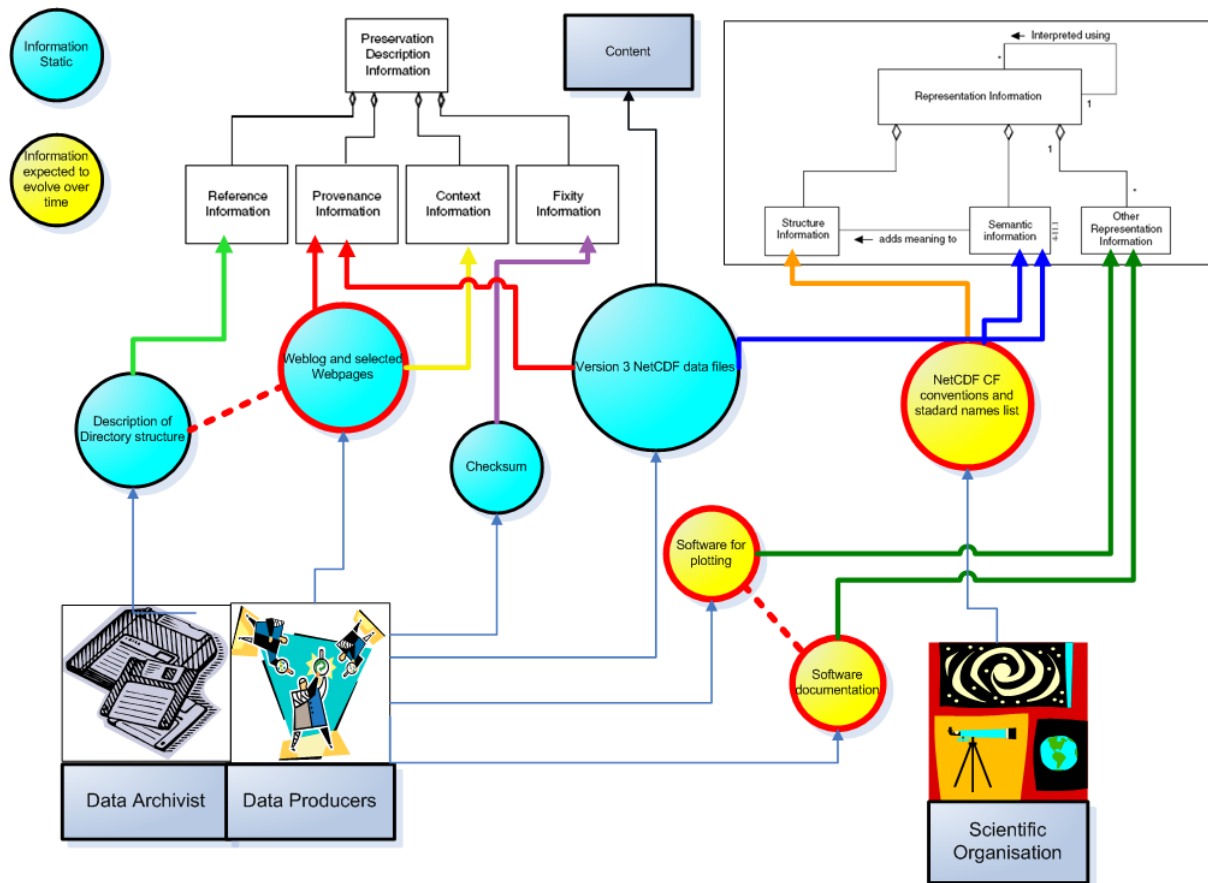 Information
Static
Information
expected to
evolve over
time
Preservation
Description
Information
Content
Interpreted using
*
Representation Information
1
1
*
Reference
Information
Provenance
Information
Context
Information
Fixity
Information
Structure
Information
adds meaning to
Semantic
information
Other
Representation
Information
Weblog and selected
Webpages
Version 3 NetCDF data files
NetCDF CF
conventions and
stadard names list
Description of
Directory structure
Checksum
Software for
plotting
Software
documentation
Data Archivist
Data Producers
Scientific
Organisation